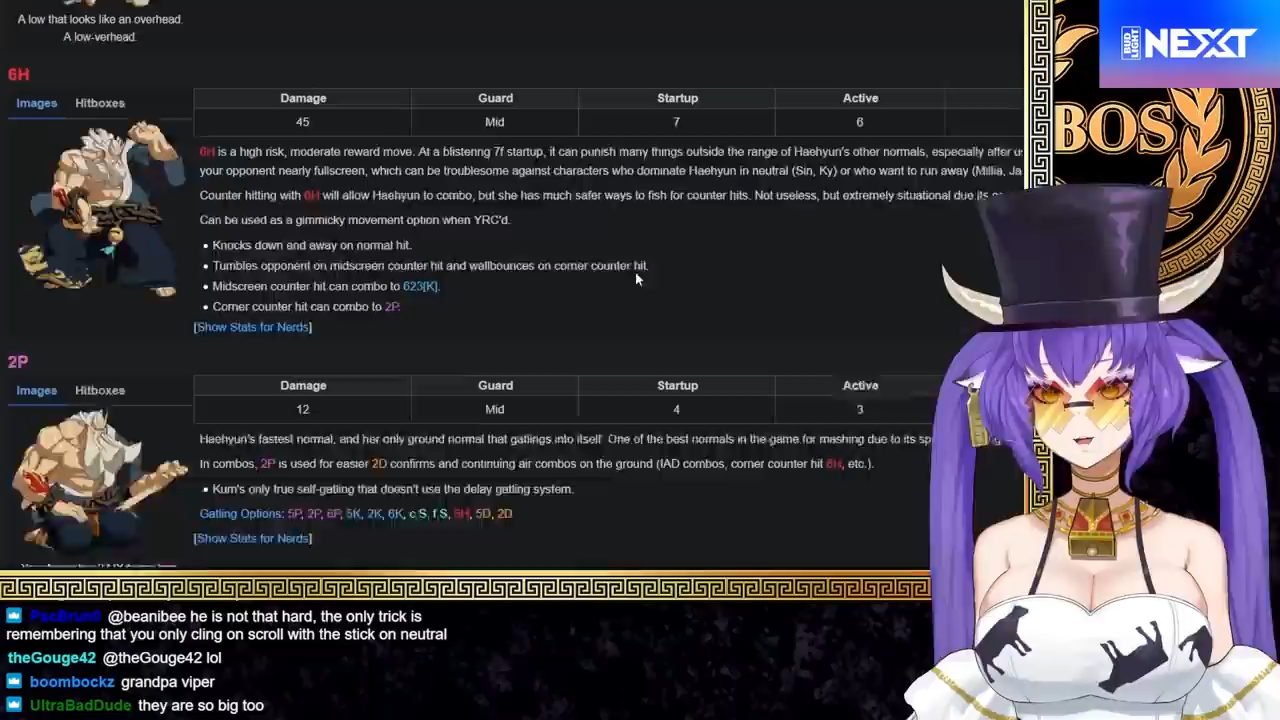 A low that looks like an overhead.
A low-verhead.
6H
Images Hitboxes
Damage Guard Startup Active
45 Mid 7 6
6H is a high risk, moderate reward move. At a blistering 7f startup, it can punish many things outside the range of Haehyun's other normals, especially after
your opponent nearly fullscreen, which can be troublesome against characters who dominate Haehyun in neutral (Sin, Ky) or who want to run away (Millia, Ja
Counter hitting with 6H will allow Haehyun to combo, but she has much safer ways to fish for counter hits. Not useless, but extremely situational due its
Can be used as a gimmicky movement option when YRC'd.
• Knocks down and away on normal hit.
• Tumbles opponent on midscreen counter hit and wallbounces on corner counter hit.
• Midscreen counter hit can combo to 623[K].
• Corner counter hit can combo to 2P.
[Show Stats for Nerds]
2P
Images Hitboxes
Damage Guard Startup Active
12 Mid 4 3
Haehyun's fastest normal, and her only ground normal that gatlings into itself. One of the best normals in the game for mashing due to its sp
In combos, 2P is used for easier 2D confirms and continuing air combos on the ground (IAD combos, corner counter hit 6H, etc.).
• Kum's only true self-gatling that doesn't use the delay gatling system.
Gatling Options: 5P, 2P, 6P, 5K, 2K, 6K, c.S, f.S, 5H, 5D, 2D
[Show Stats for Nerds]
BUD LIGHT NEXT
BOS
@beanibee he is not that hard, the only trick is
remembering that you only cling on scroll with the stick on neutral
theGouge42 @theGouge42 lol
boombockz grandpa viper
UltraBadDude they are so big too